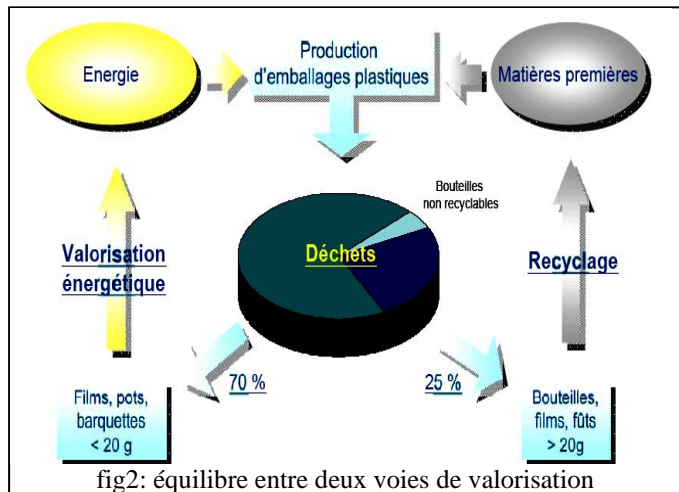 Energie
Production
d'emballages plastiques
Matières premières
Bouteilles
non recyclables
Valorisation
énergétique
Déchets
Recyclage
70 %
25 %
Films, pots,
barquettes
< 20 g
Bouteilles,
films, fûts
> 20g
fig2: équilibre entre deux voies de valorisation